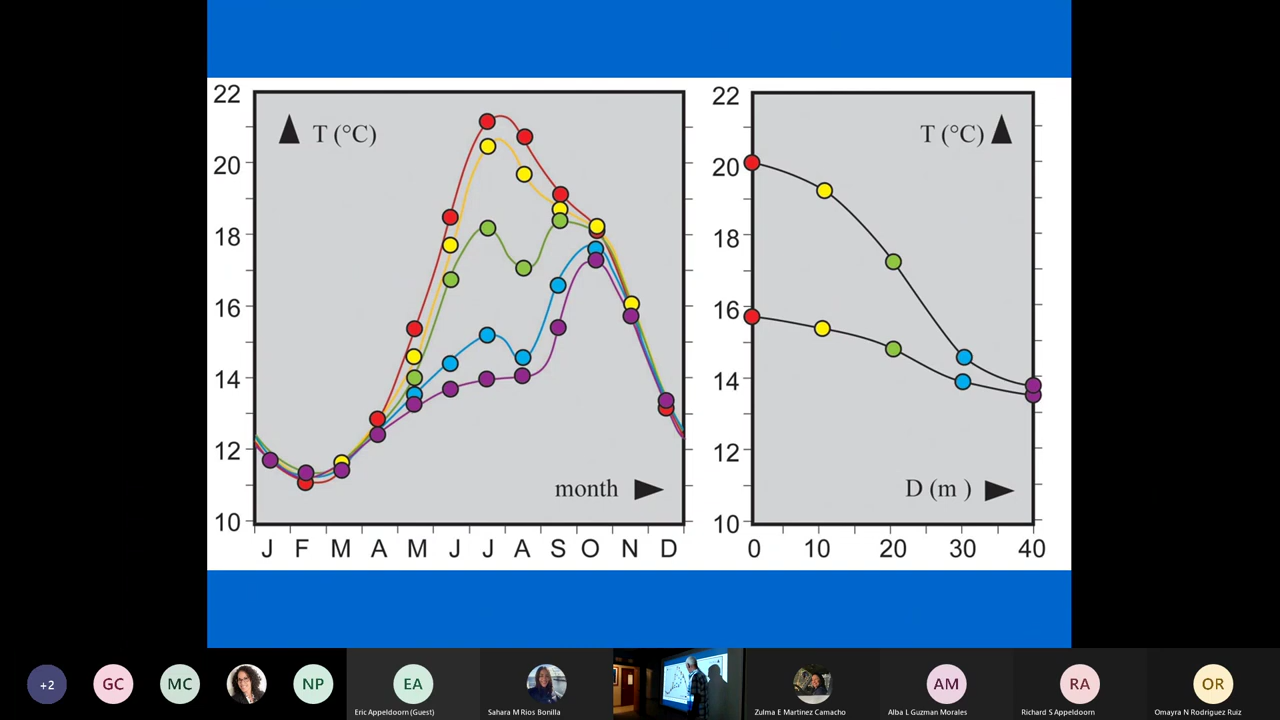 22
20
18
16
14
12
10
T (°C)
month
J F M A M J J A S O N D
22
20
18
16
14
12
10
T (°C)
D (m )
0 10 20 30 40
+2
GC
MC
NP
EA
Eric Appeldoorn (Guest)
Sahara M Rios Bonilla
Zulma E Martinez Camacho
AM
Alba L Guzman Morales
RA
Richard S Appeldoorn
OR
Omayra N Rodriguez Ruiz